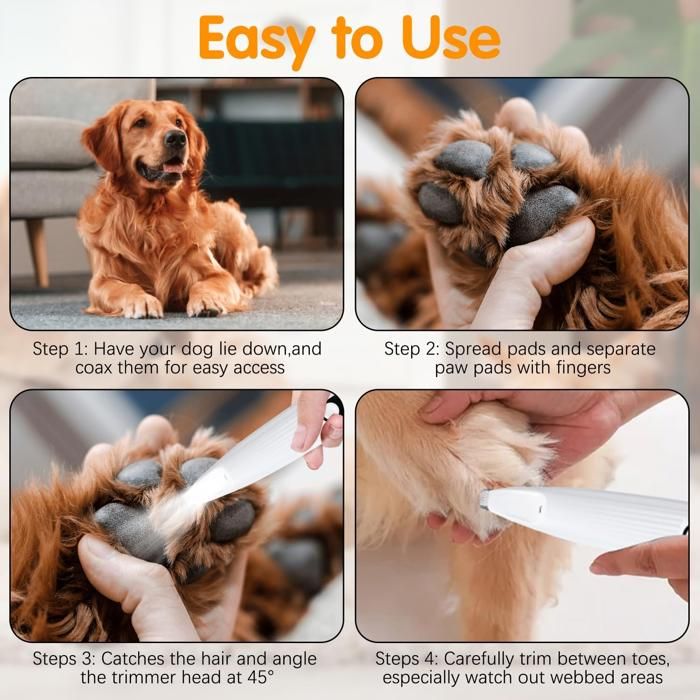 Easy to Use
Step 1: Have your dog lie down,and
coax them for easy access
Step 2: Spread pads and separate
paw pads with fingers
Steps 3: Catches the hair and angle
the trimmer head at 45°
Steps 4: Carefully trim between toes,
especially watch out webbed areas